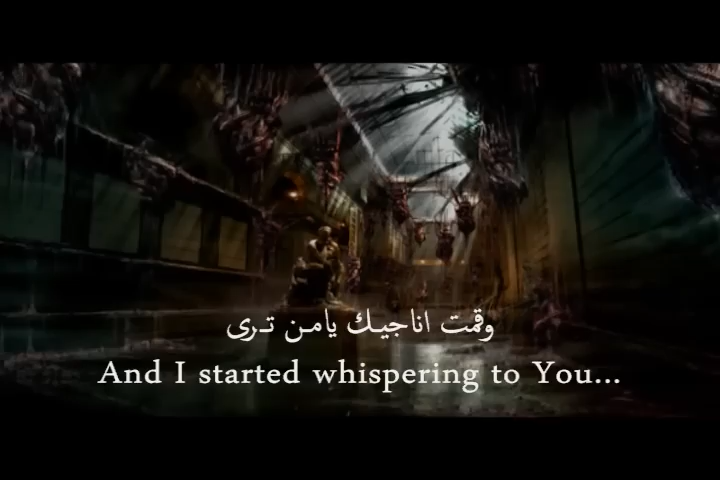 وقمت اناجيك يامن ترى
And I started whispering to You...